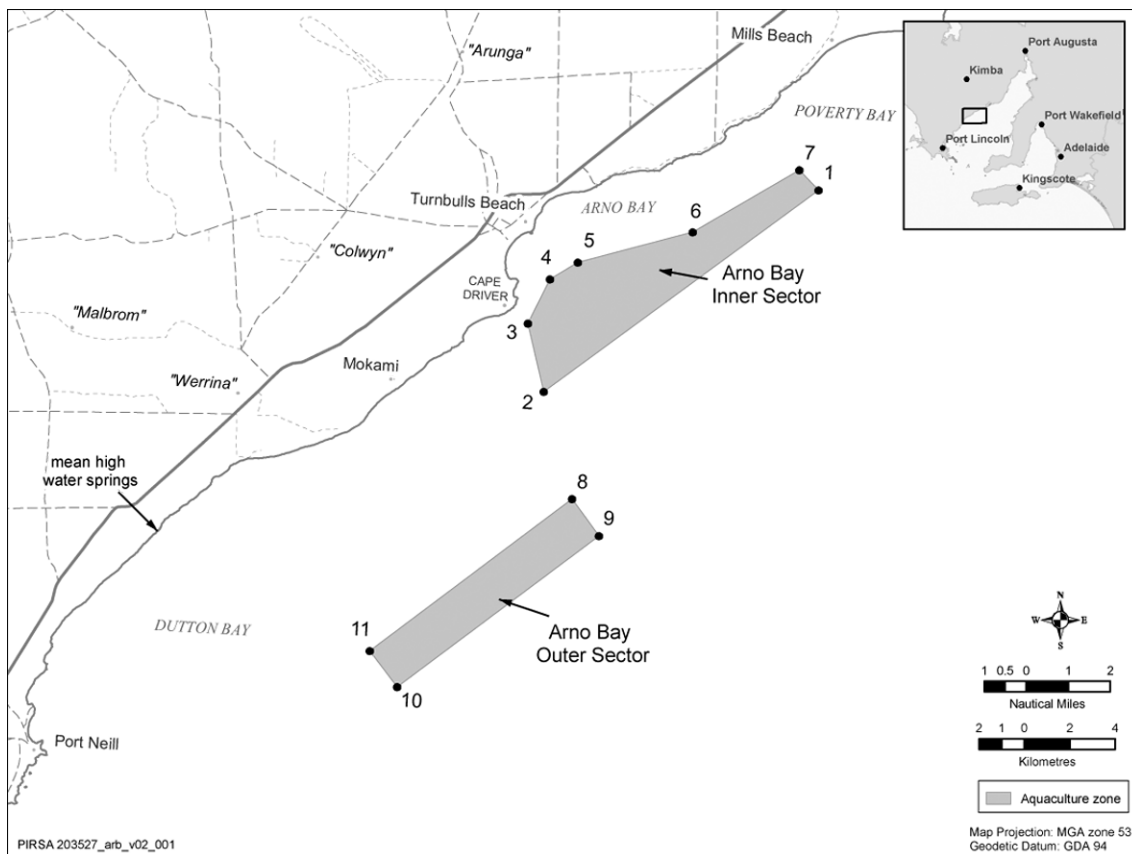 Mills Beach
"Arunga"
POVERTY BAY
Port Augusta
Kimba
Port Wakefield
Port Lincoln
Adelaide
Kingscote
7
1
Turnbulls Beach
ARNO BAY
6
5
4
"Colwyn"
Arno Bay
Inner Sector
CAPE
DRIVER
3
"Malbrom"
Mokami
"Werrina"
2
mean high
water springs
8
9
DUTTON BAY
11
Arno Bay
Outer Sector
10
Port Neill
N
W E
S
1 0.5 0 1 2
Nautical Miles
2 1 0 2 4
Kilometres
Aquaculture zone
Map Projection: MGA zone 53
Geodetic Datum: GDA 94
PIRSA 203527_arb_v02_001